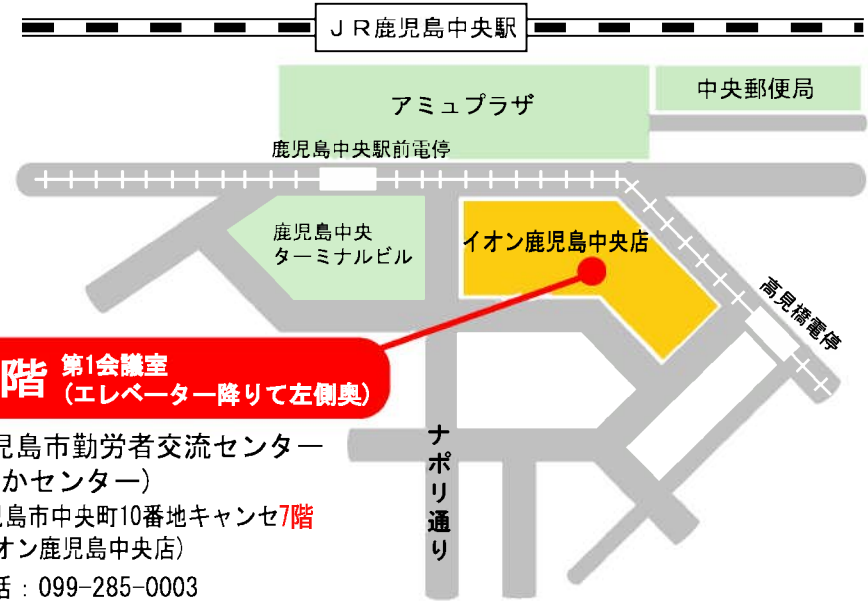 JR鹿児島中央駅
アミュプラザ
中央郵便局
鹿児島中央駅前電停
鹿児島中央
ターミナルビル
イオン鹿児島中央店
高見橋電停
階 第1会議室
(エレベーター降りて左側奥)
児島市勤労者交流センター
かセンター)
児島市中央町10番地キャンセ7階
オン鹿児島中央店)
話:099-285-0003
ナポリ通り